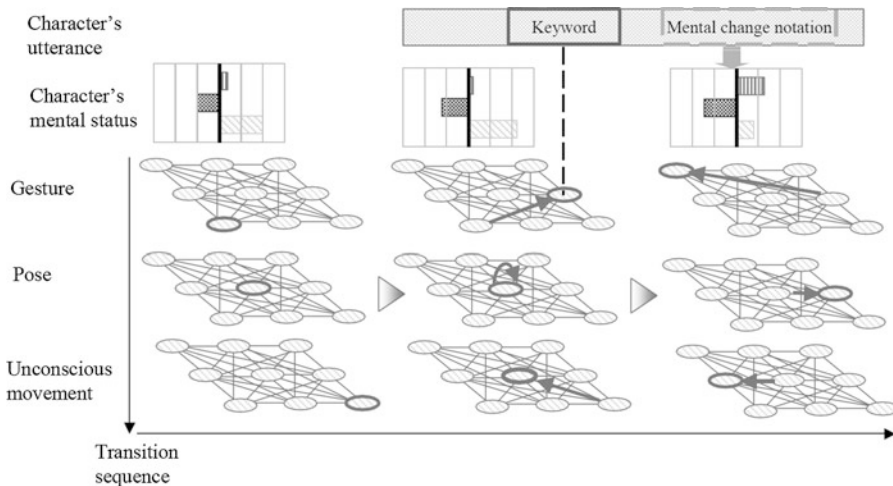 Character's
utterance
Keyword
Mental change notation
Character's
mental status
Gesture
Pose
Unconscious
movement
Transition
sequence